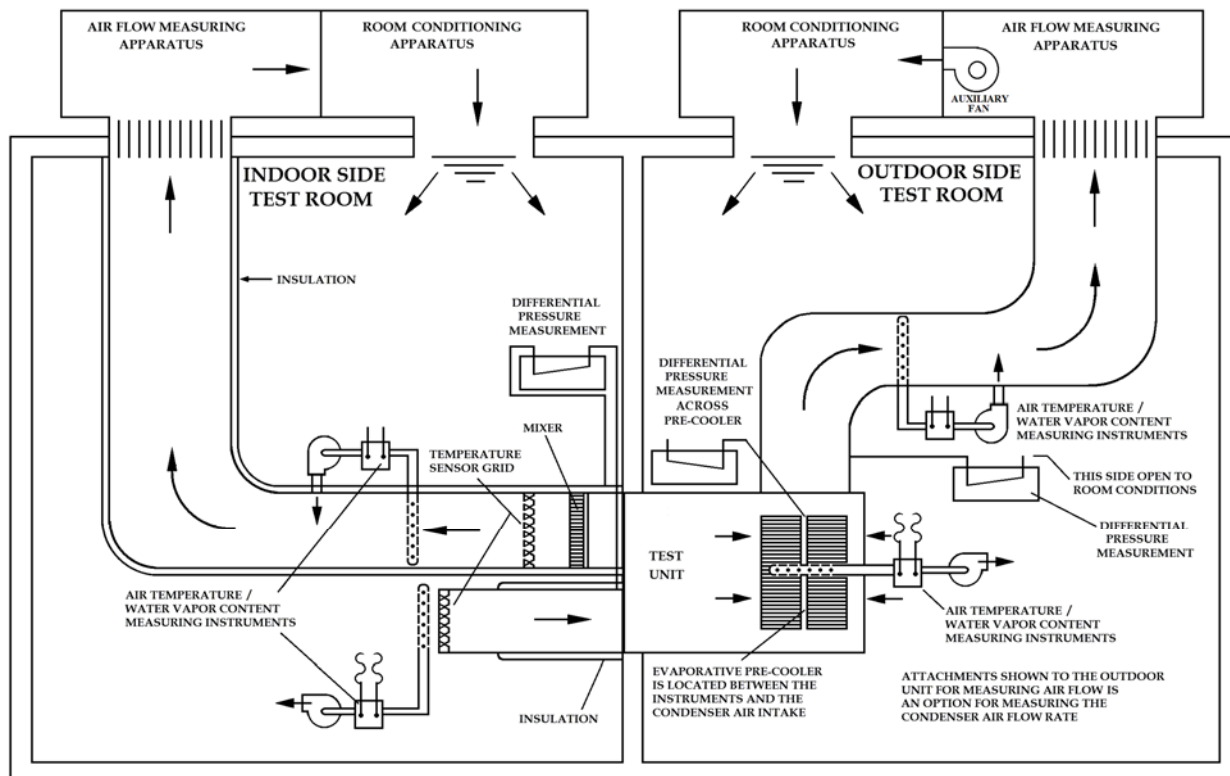 AIR FLOW MEASURING
APPARATUS
ROOM CONDITIONING
APPARATUS
ROOM CONDITIONING
APPARATUS
AIR FLOW MEASURING
APPARATUS
AUXILIARY
FAN
INDOOR SIDE
TEST ROOM
OUTDOOR SIDE
TEST ROOM
INSULATION
DIFFERENTIAL
PRESSURE
MEASUREMENT
DIFFERENTIAL
PRESSURE
MEASUREMENT
ACROSS
PRE-COOLER
MIXER
TEMPERATURE
SENSOR GRID
AIR TEMPERATURE /
WATER VAPOR CONTENT
MEASURING INSTRUMENTS
THIS SIDE OPEN TO
ROOM CONDITIONS
DIFFERENTIAL
PRESSURE
MEASUREMENT
TEST
UNIT
AIR TEMPERATURE /
WATER VAPOR CONTENT
MEASURING INSTRUMENTS
AIR TEMPERATURE /
WATER VAPOR CONTENT
MEASURING INSTRUMENTS
INSULATION
EVAPORATIVE PRE-COOLER
IS LOCATED BETWEEN THE
INSTRUMENTS AND THE
CONDENSER AIR INTAKE
ATTACHMENTS SHOWN TO THE OUTDOOR
UNIT FOR MEASURING AIR FLOW IS
AN OPTION FOR MEASURING THE
CONDENSER AIR FLOW RATE